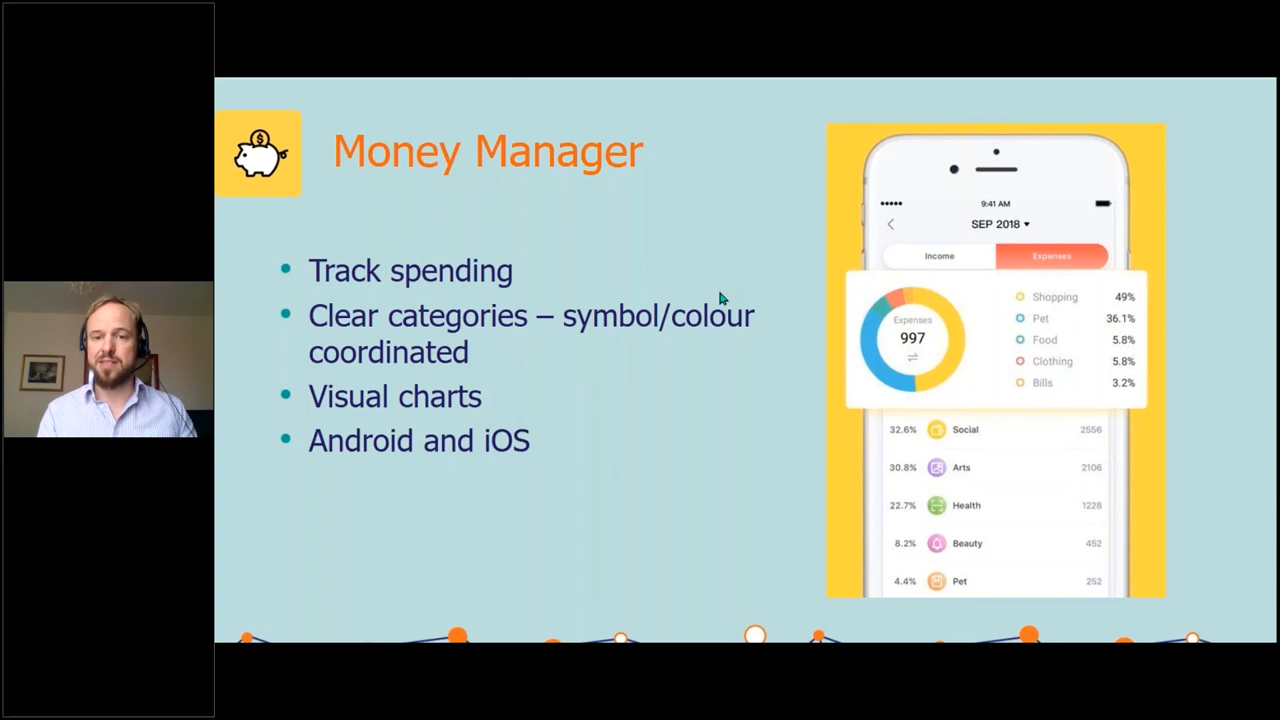 $
Money Manager
• Track spending
• Clear categories – symbol/colour
coordinated
• Visual charts
• Android and iOS
9:41 AM
SEP 2018
Income
Expenses
Expenses
997
Shopping 49%
Pet 36.1%
Food 5.8%
Clothing 5.8%
Bills 3.2%
32.6% Social 2556
30.8% Arts 2106
22.7% Health 1228
8.2% Beauty 452
4.4% Pet 252